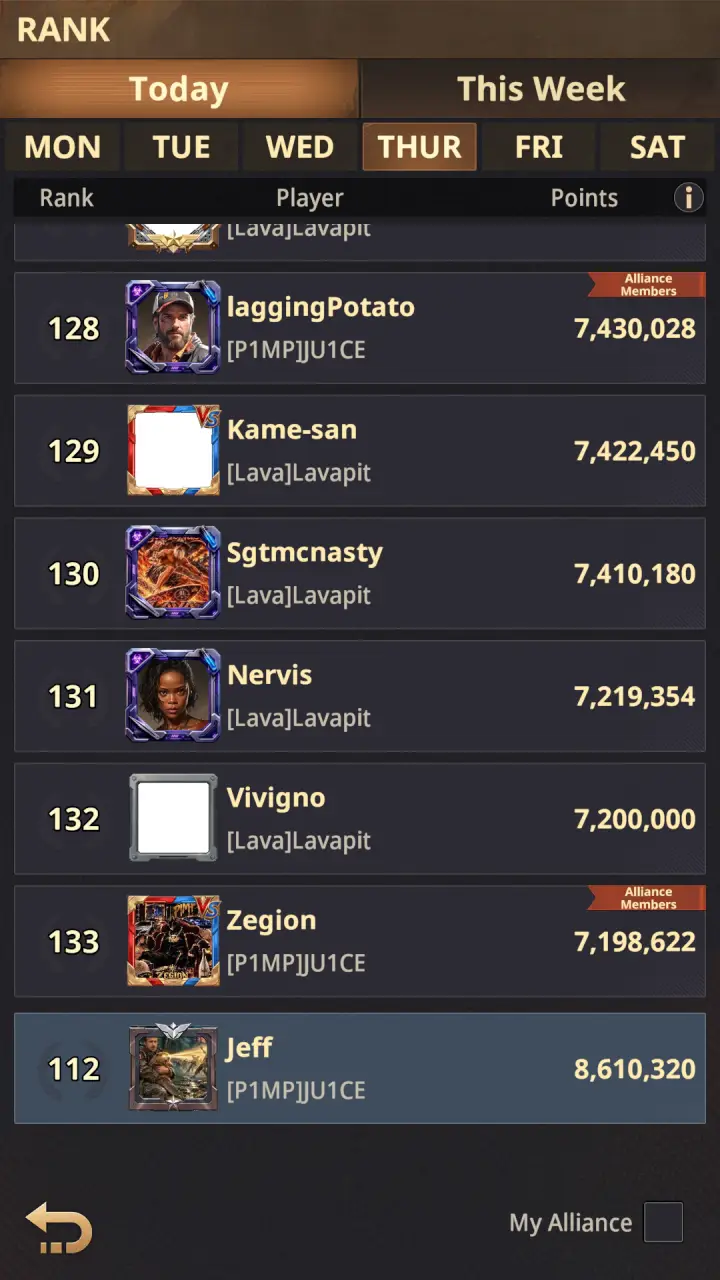 RANK
Today
This Week
MON TUE WED THUR FRI SAT
Rank Player Points i
[Lava]Lavapit
Alliance
Members
128 laggingPotato 7,430,028
[P1MP]JU1CE
129 Kame-san 7,422,450
[Lava]Lavapit
130 Sgtmcnasty 7,410,180
[Lava]Lavapit
131 Nervis 7,219,354
[Lava]Lavapit
132 Vivigno 7,200,000
[Lava]Lavapit
Alliance
Members
VS
ZEGION
133 Zegion 7,198,622
[P1MP]JU1CE
112 Jeff 8,610,320
[P1MP]JU1CE
My Alliance